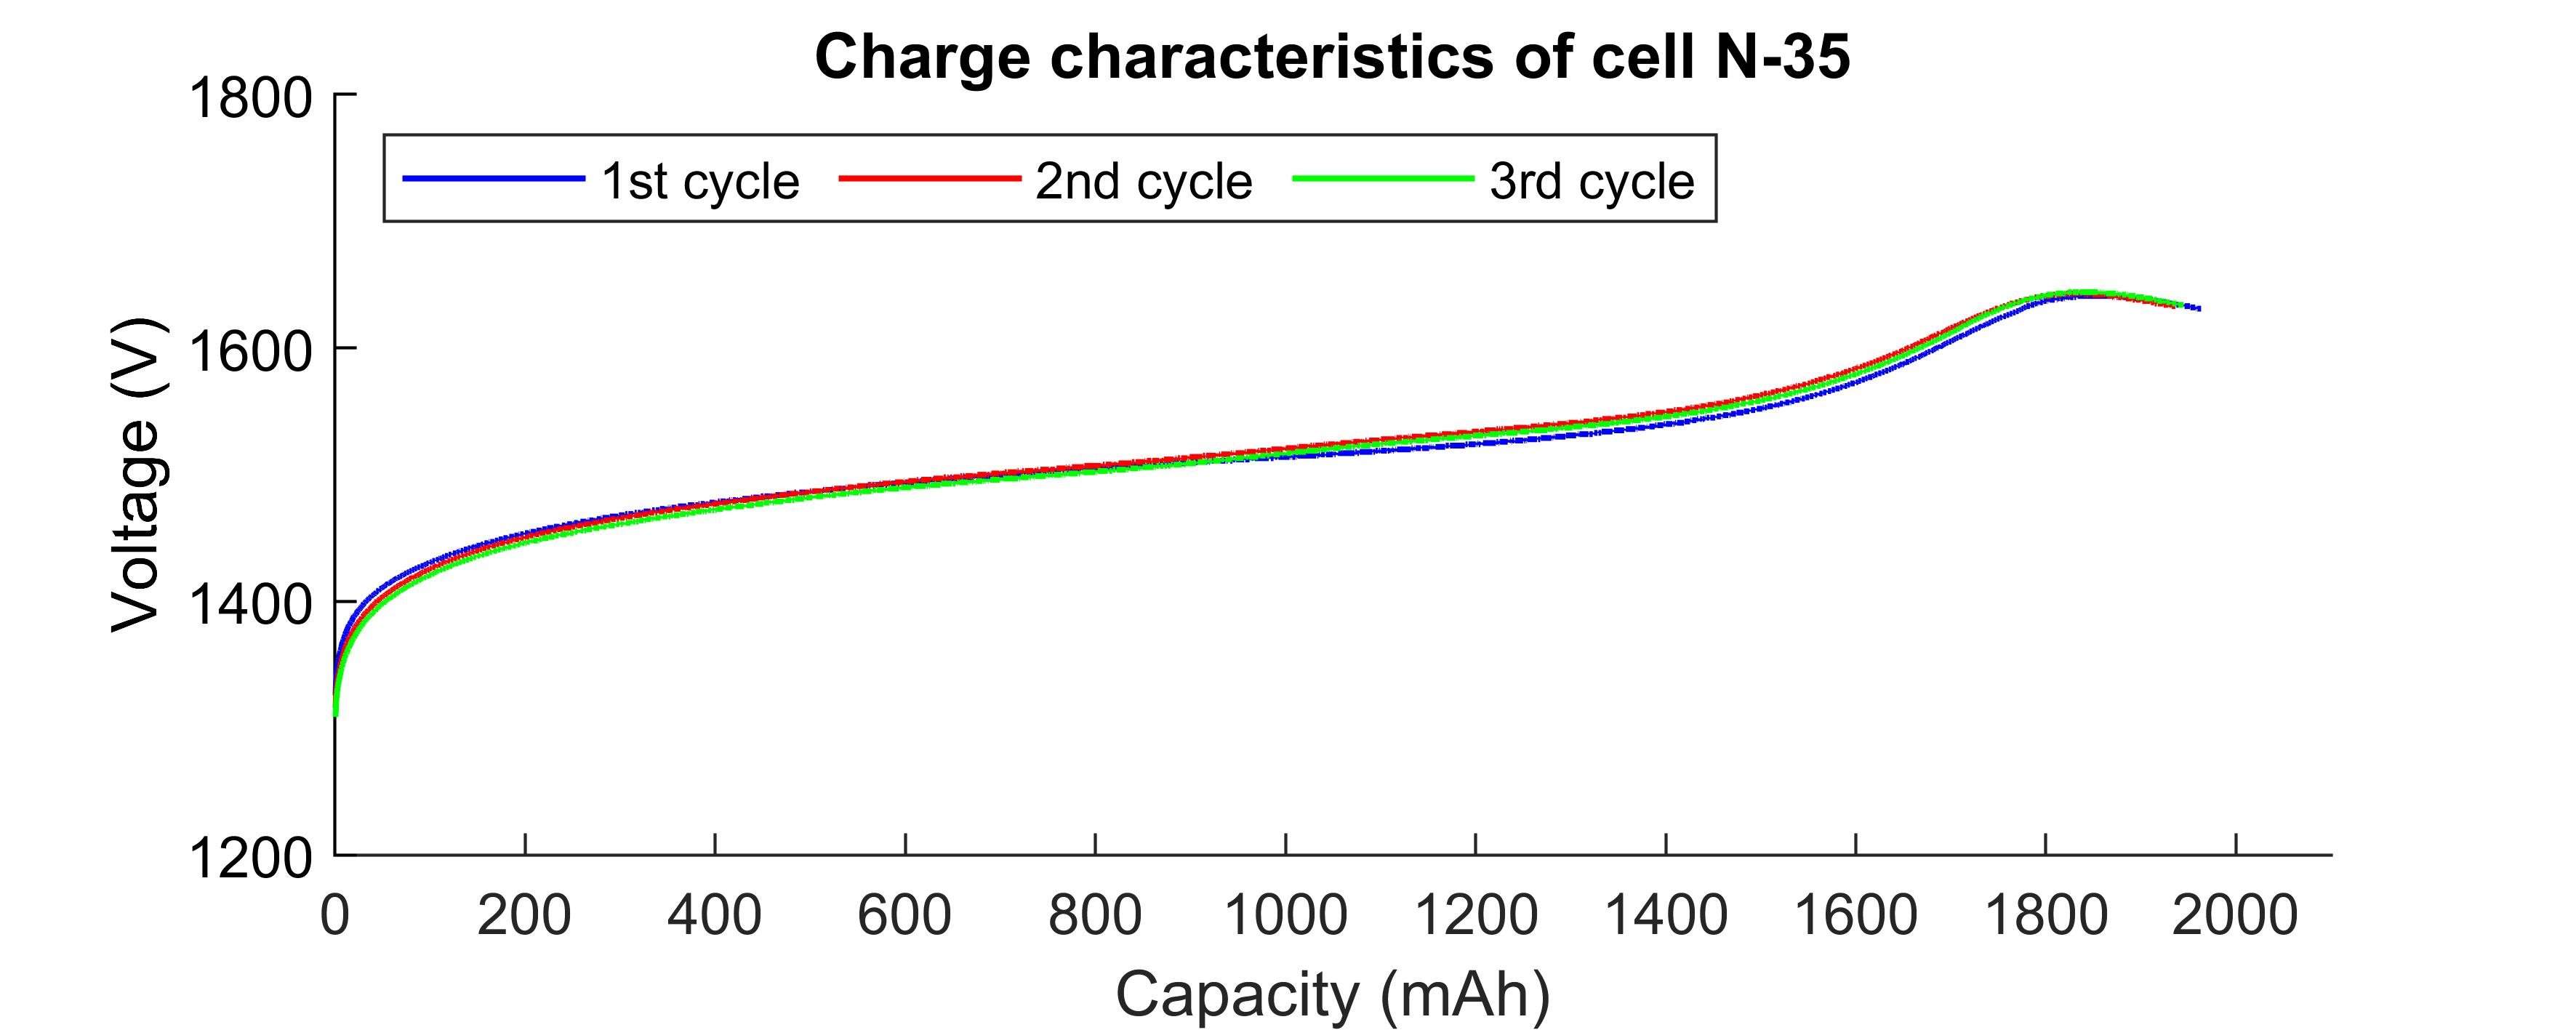 Charge characteristics of cell N-35
1800
1st cycle 2nd cycle 3rd cycle
1600
1400
1200
Voltage (V)
0 200 400 600 800 1000 1200 1400 1600 1800 2000
Capacity (mAh)